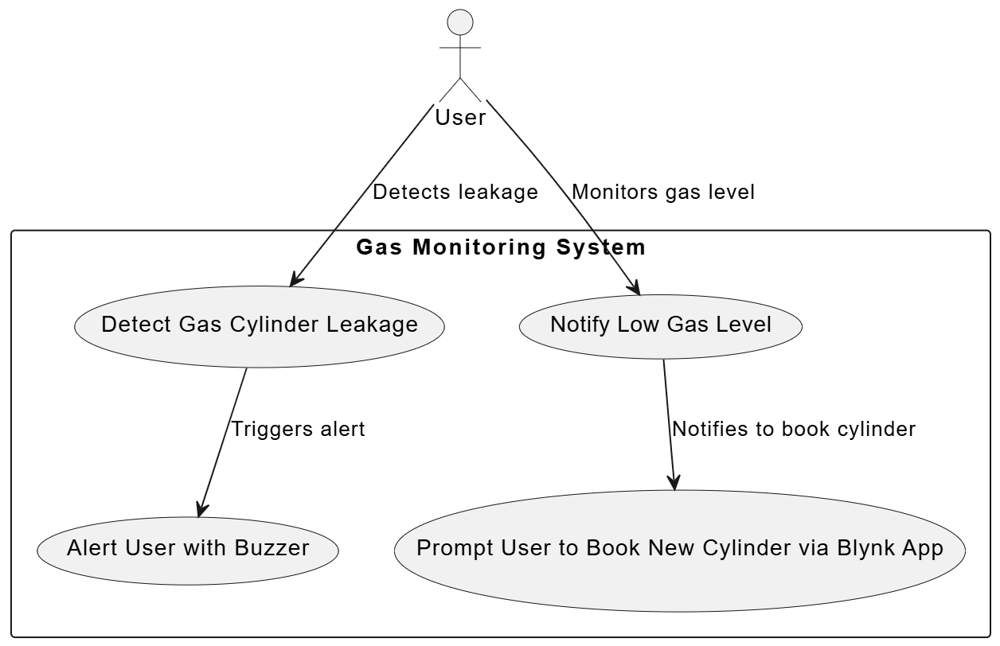 User
Detects leakage
Monitors gas level
Gas Monitoring System
Detect Gas Cylinder Leakage
Notify Low Gas Level
Triggers alert
Notifies to book cylinder
Alert User with Buzzer
Prompt User to Book New Cylinder via Blynk App